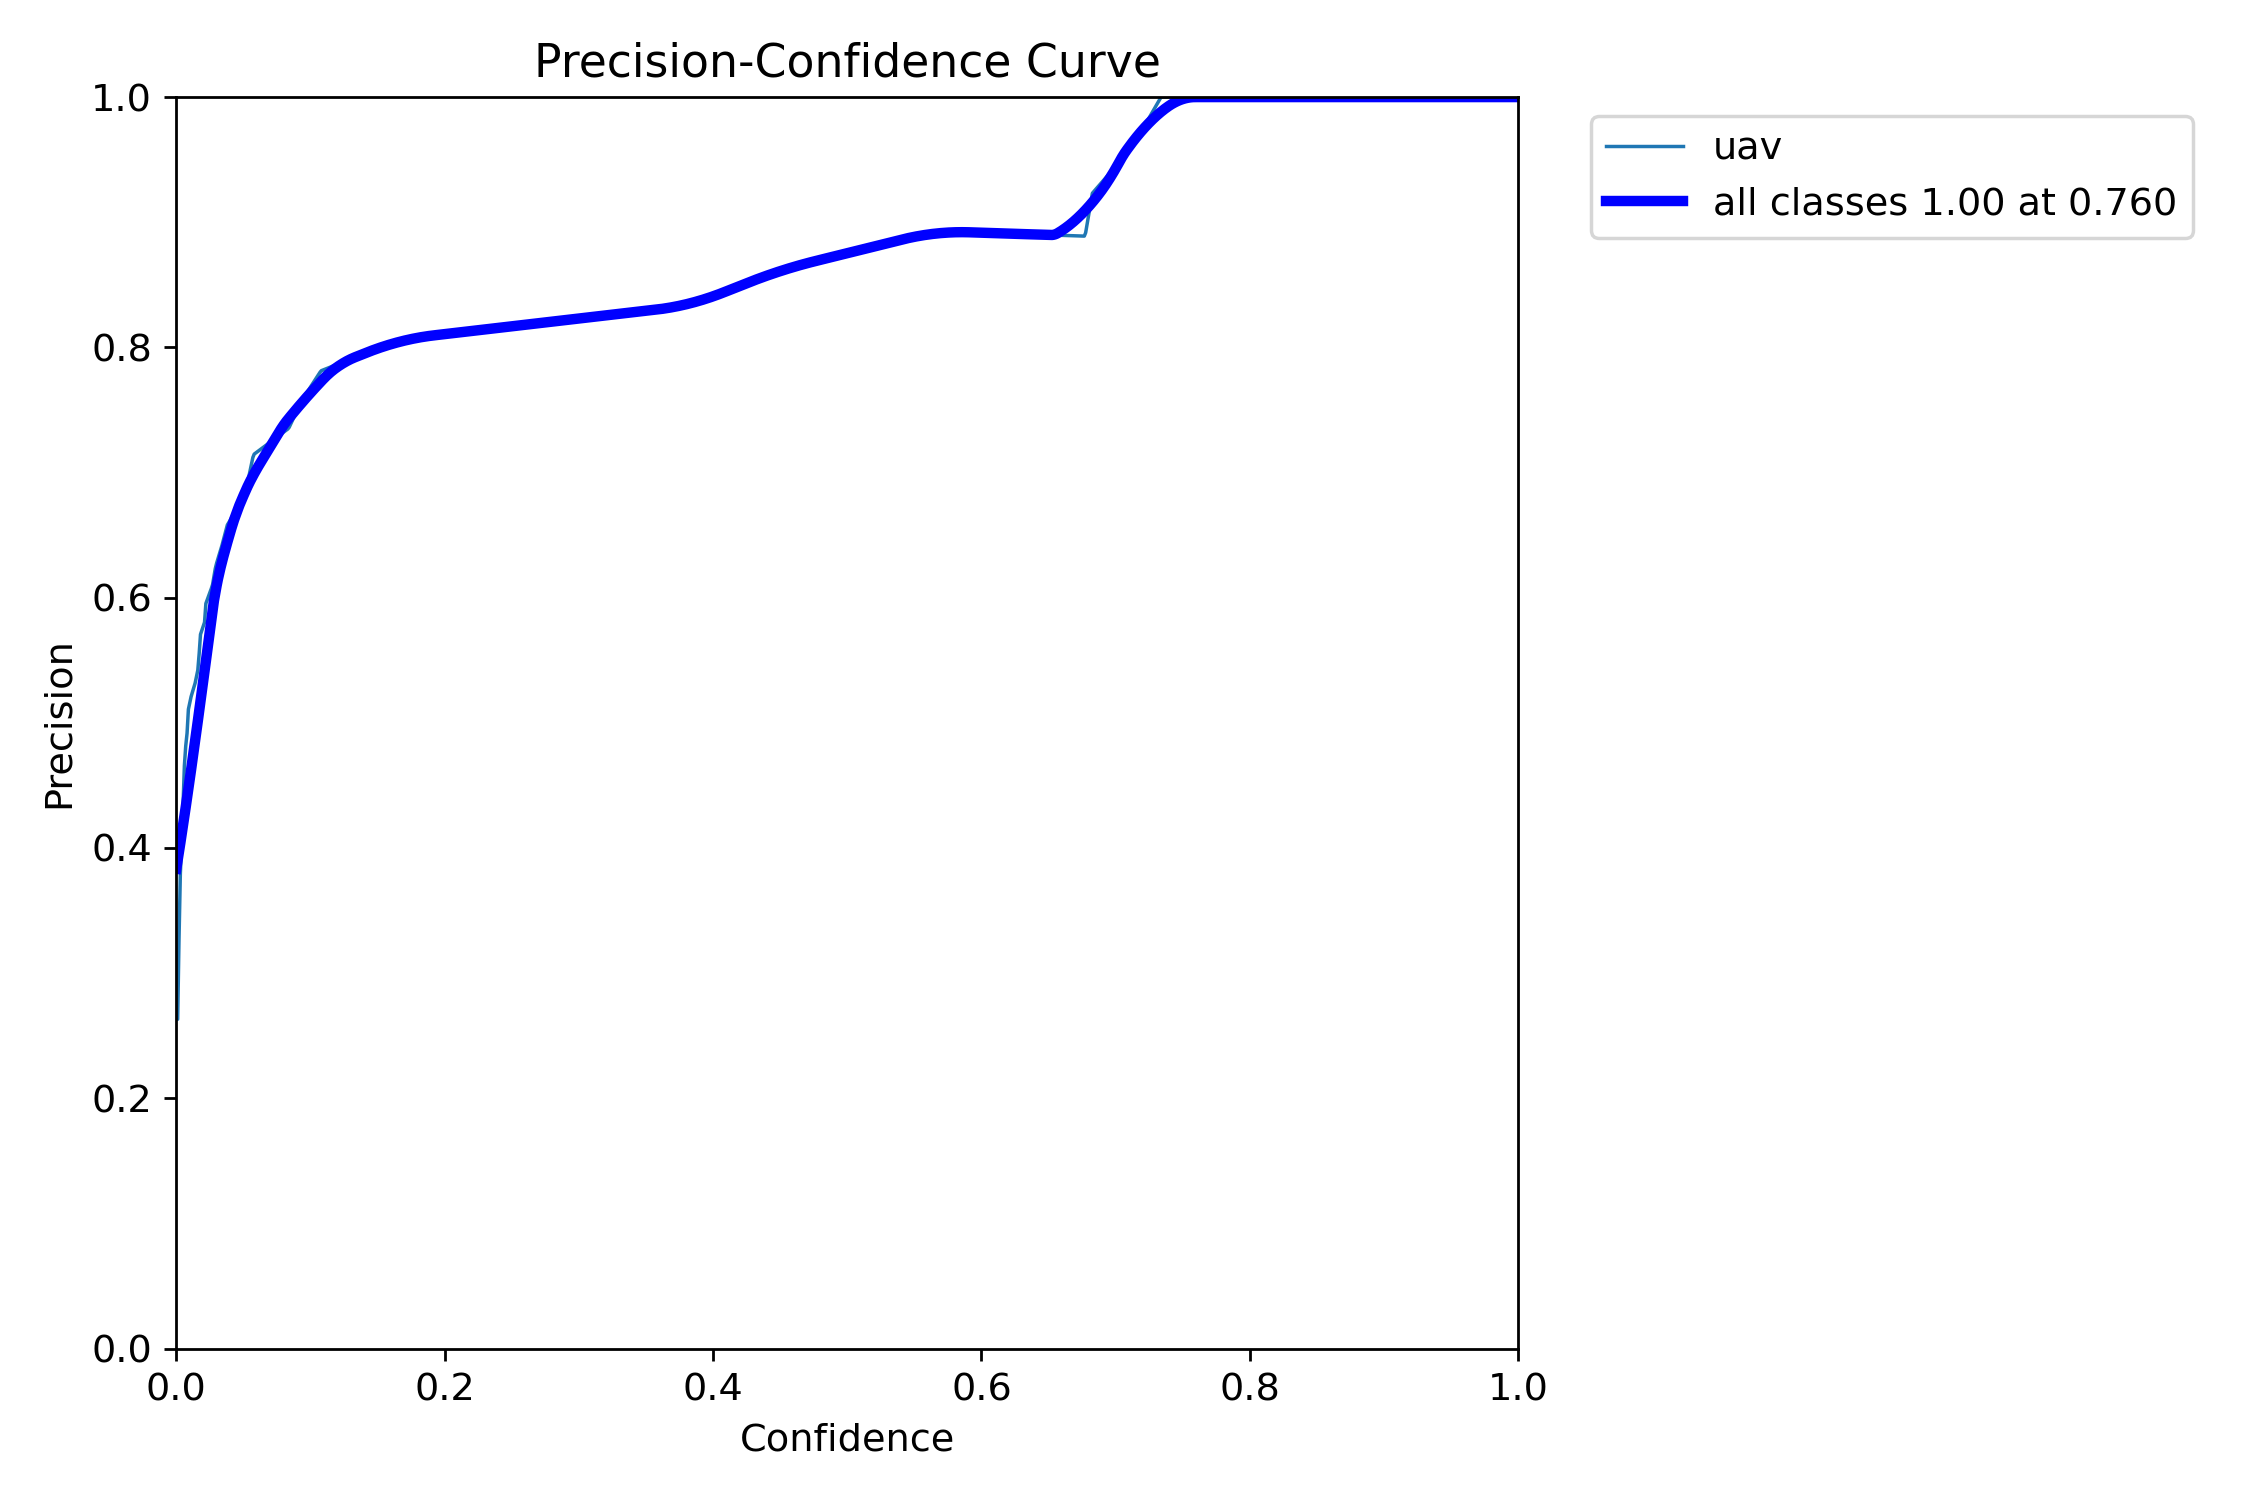 Precision-Confidence Curve
1.0
0.8
0.6
0.4
0.2
0.0
Precision
0.0 0.2 0.4 0.6 0.8 1.0
Confidence
uav
all classes 1.00 at 0.760